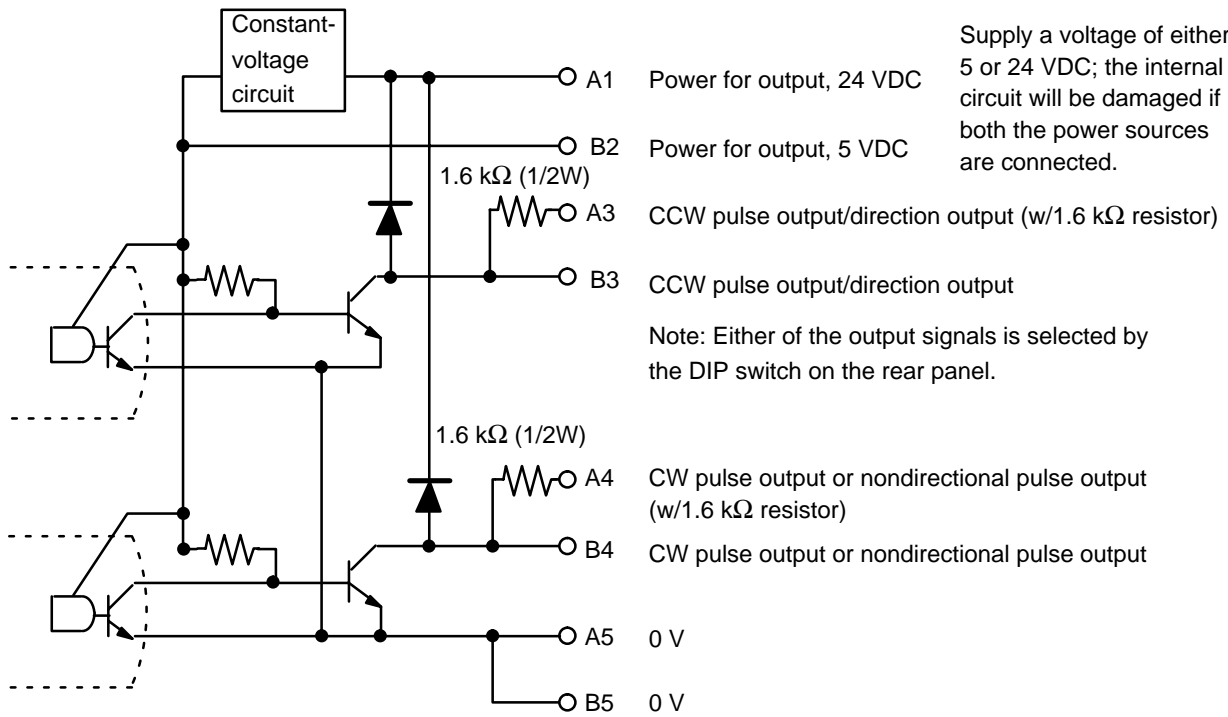 Constant-
voltage
circuit
A1 Power for output, 24 VDC
Supply a voltage of either
5 or 24 VDC; the internal
circuit will be damaged if
both the power sources
are connected.
B2 Power for output, 5 VDC
1.6 kΩ (1/2W)
A3 CCW pulse output/direction output (w/1.6 kΩ resistor)
B3 CCW pulse output/direction output
Note: Either of the output signals is selected by
the DIP switch on the rear panel.
1.6 kΩ (1/2W)
A4 CW pulse output or nondirectional pulse output
(w/1.6 kΩ resistor)
B4 CW pulse output or nondirectional pulse output
A5 0 V
B5 0 V